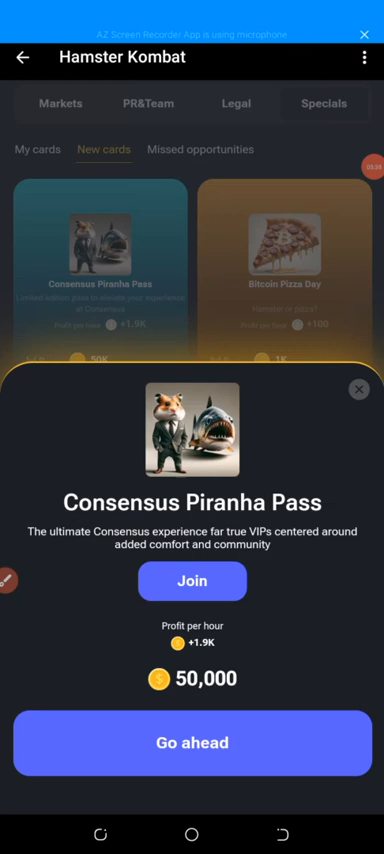 AZ Screen Recorder App is using microphone
Hamster Kombat
Markets PR&Team Legal Specials
My cards New cards Missed opportunities
Consensus Piranha Pass
Limited edition pass to elevate your experience
at Consensus
Profit per hour +1.9K
Bitcoin Pizza Day
Hamster or pizza?
Profit per hour +100
50K
1K
Consensus Piranha Pass
The ultimate Consensus experience far true VIPs centered around
added comfort and community
Join
Profit per hour
+1.9K
50,000
Go ahead